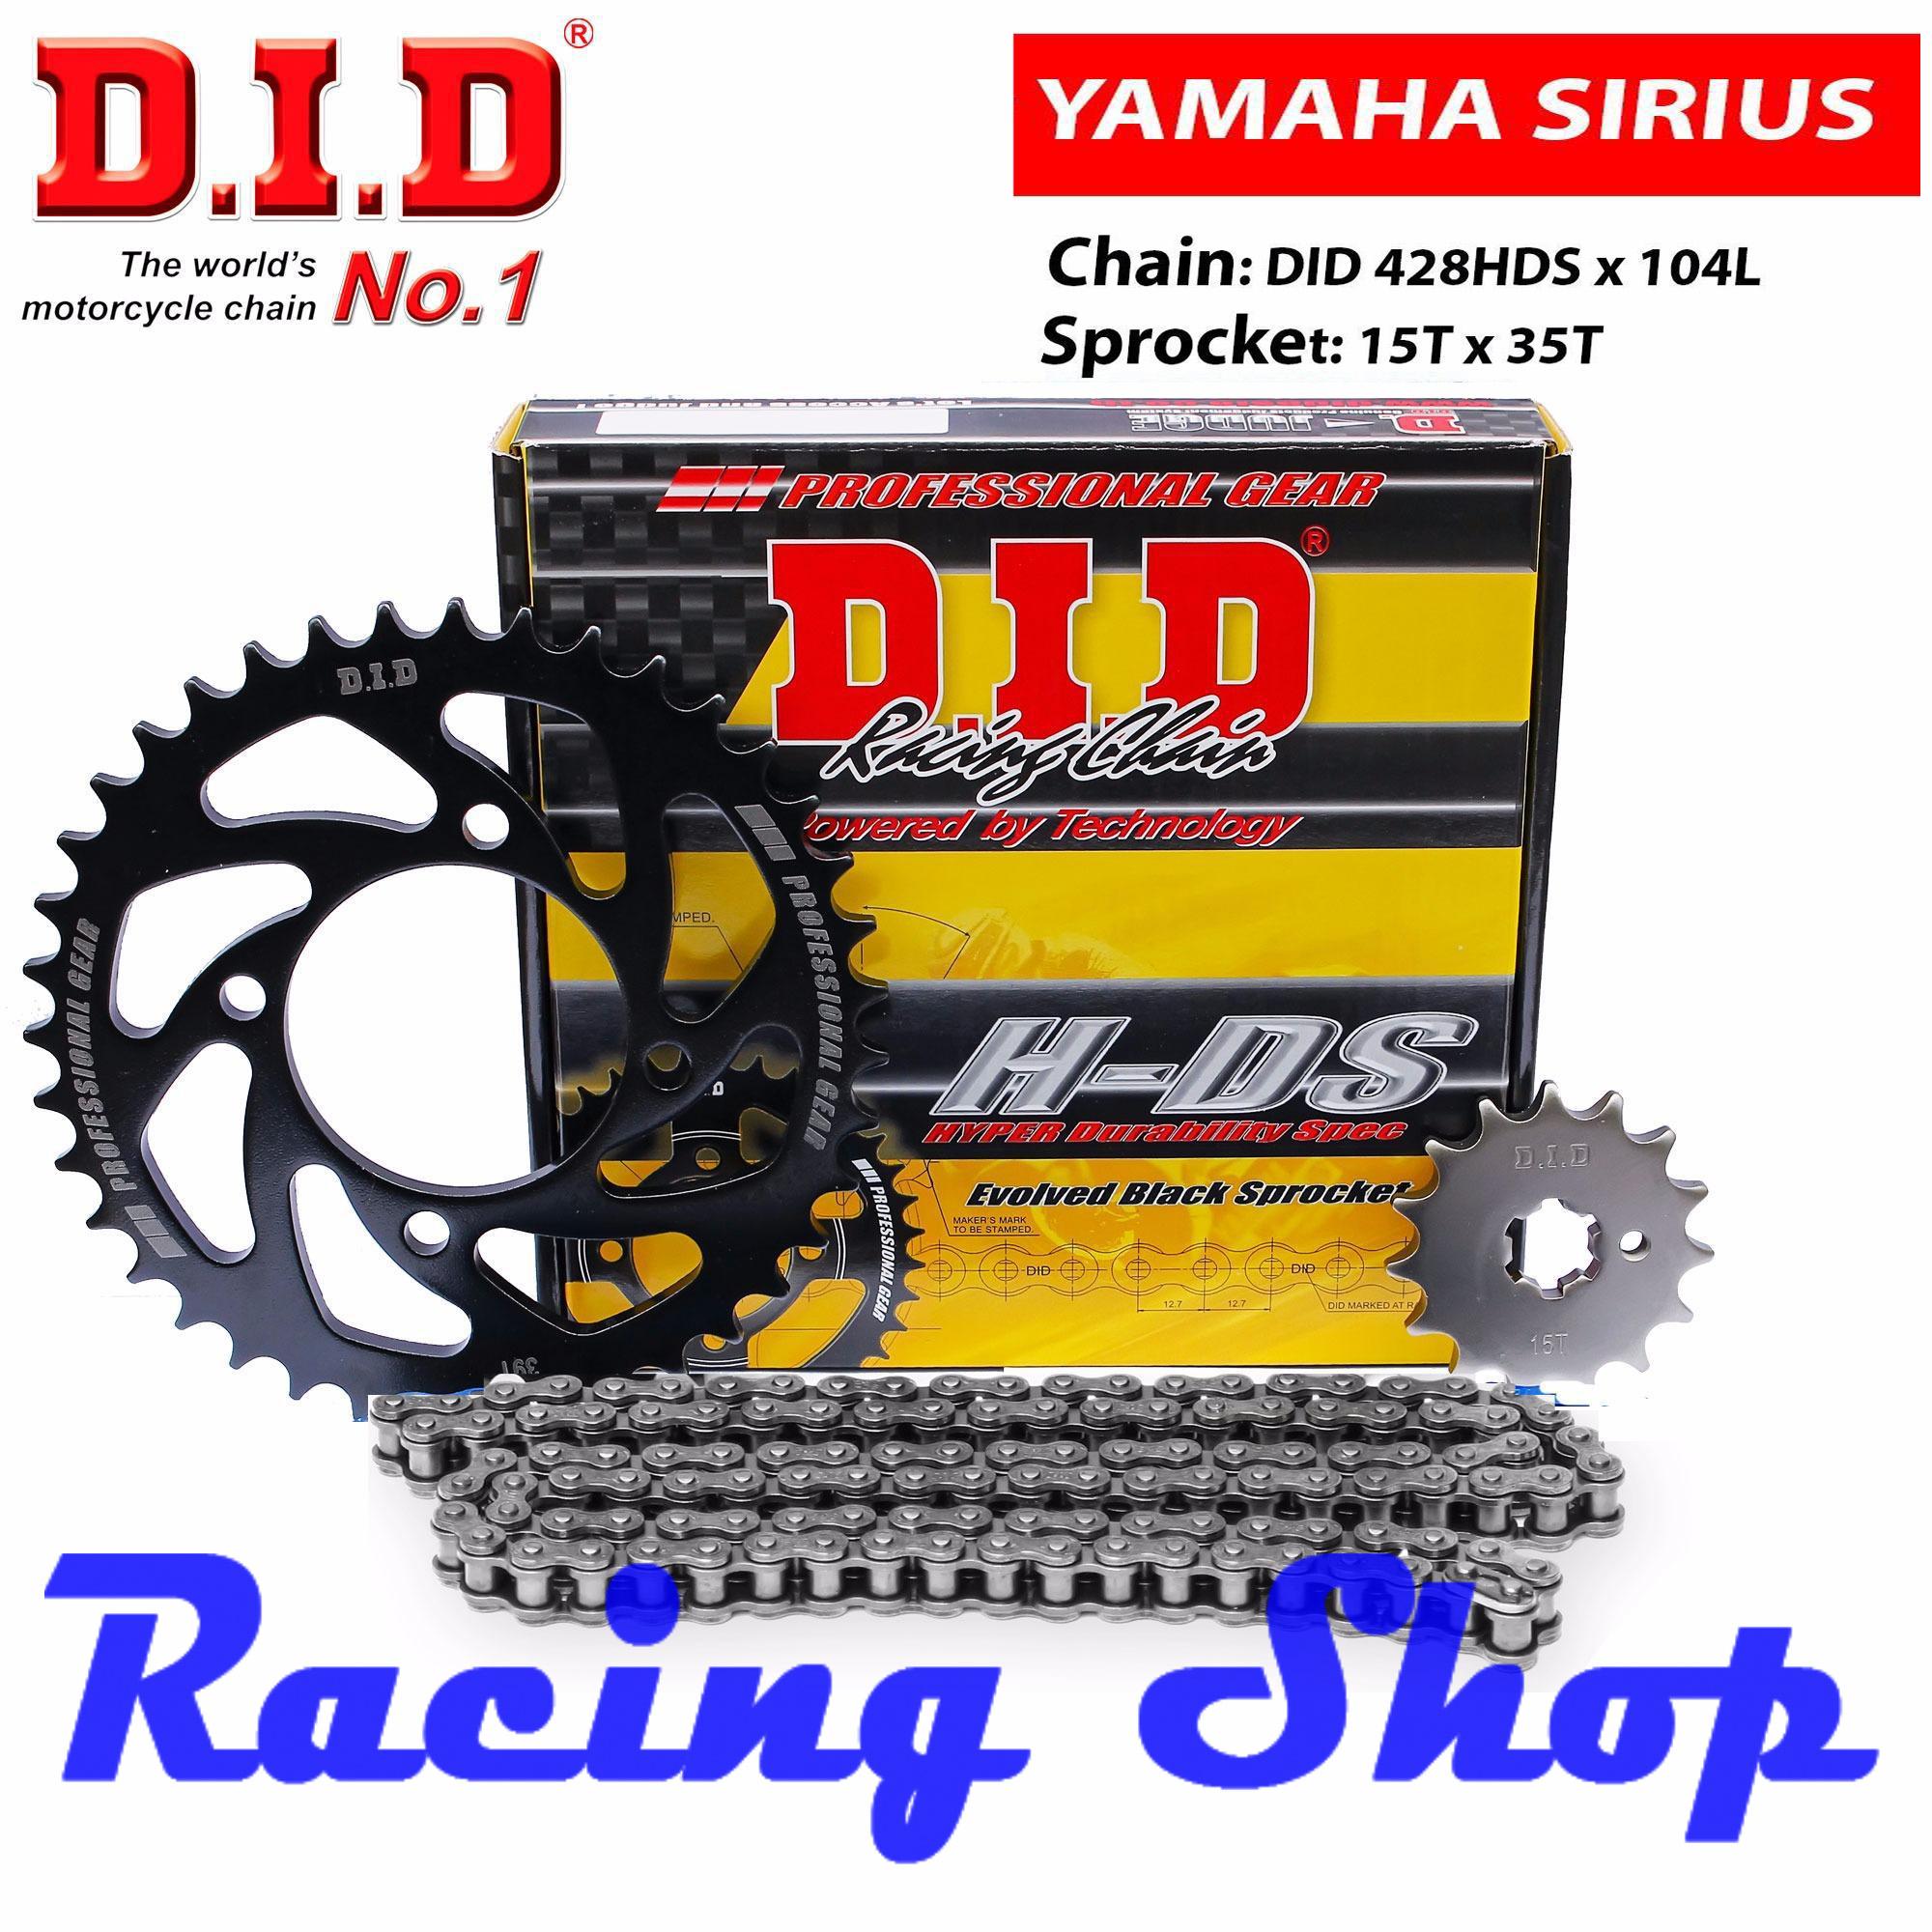 D.I.D®
The world's
motorcycle chain No.1
YAMAHA SIRIUS
Chain: DID 428HDS x 104L
Sprocket: 15T x 35T
PROFESSIONAL GEAR
D.I.D®
Racing Chain
Powered by Technology
H-DS
HYPER Durability Spec
Evolved Black Sprocket
MAKER'S MARK
TO BE STAMPED.
DID
DID
12.7
12.7
DID MARKED AT R
PROFESSIONAL GEAR
D.I.D
PROFESSIONAL GEAR
PROFESSIONAL GEAR
39T
D.I.D
15T
Racing Shop